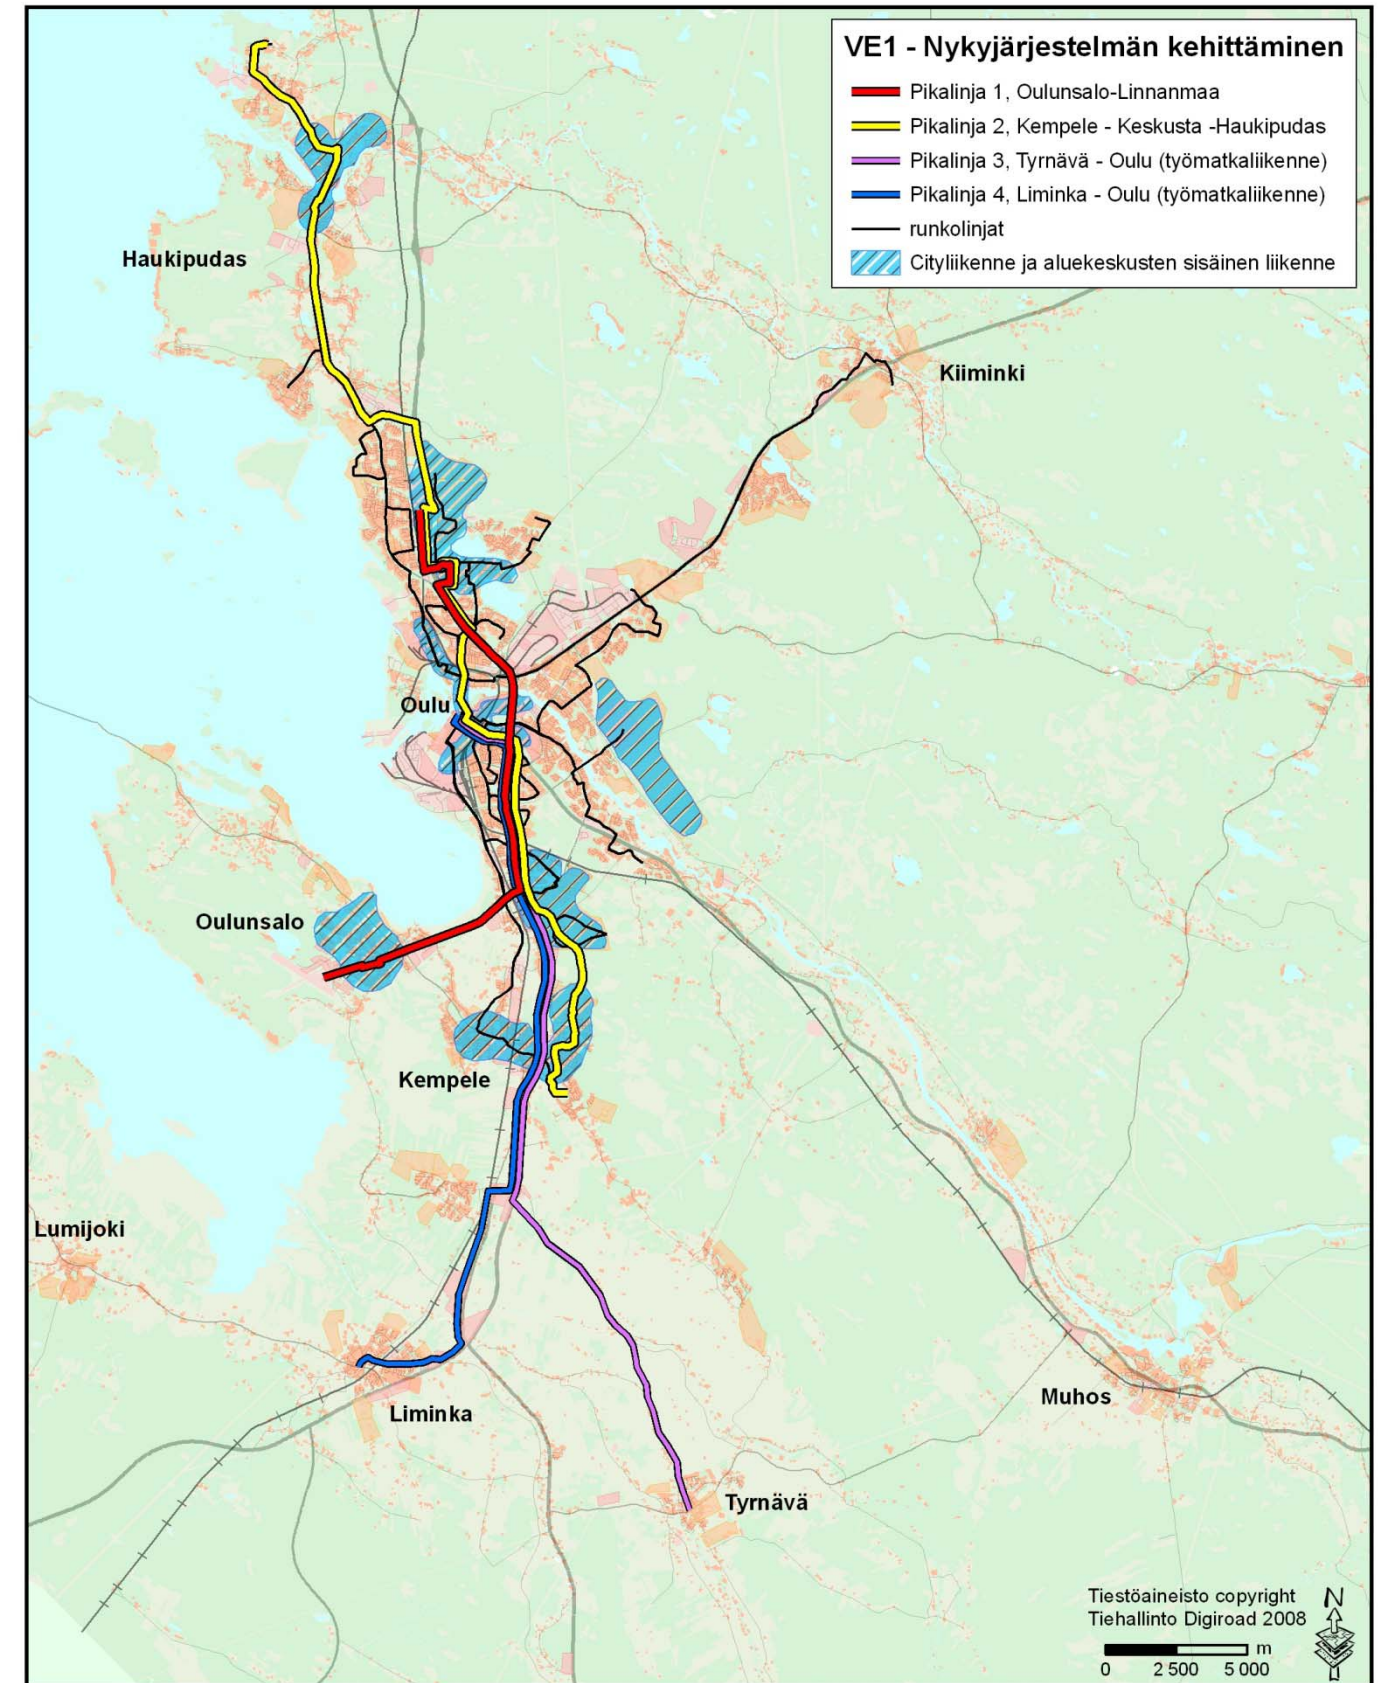 VE1 - Nykyjärjestelmän kehittäminen
Pikalinja 1, Oulunsalo-Linnanmaa
Pikalinja 2, Kempele - Keskusta -Haukipudas
Pikalinja 3, Tyrnävä - Oulu (työmatkaliikenne)
Pikalinja 4, Liminka - Oulu (työmatkaliikenne)
runkolinjat
Cityliikenne ja aluekeskusten sisäinen liikenne
Haukipudas
Kiiminki
Oulu
Oulunsalo
Kempele
Lumijoki
Liminka
Muhos
Tyrnävä
Tiestöaineisto copyright
Tiehallinto Digiroad 2008
N
m
0 2 500 5 000